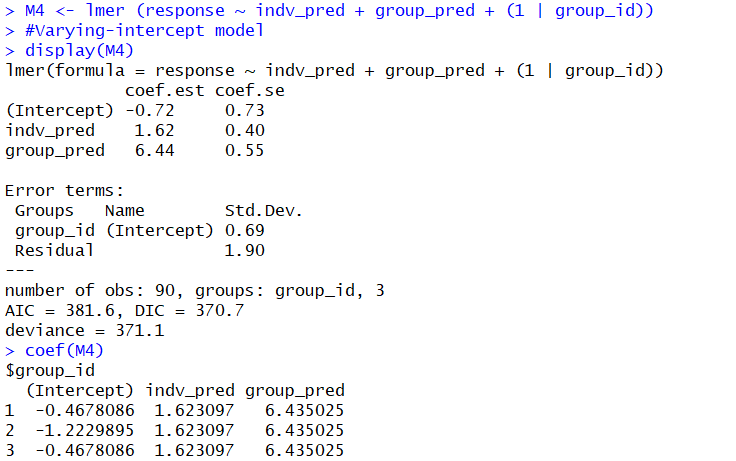 > M4 <- lmer (response ~ indv_pred + group_pred + (1 | group_id))
> #Varying-intercept model
> display(M4)
lmer(formula = response ~ indv_pred + group_pred + (1 | group_id))
            coef.est coef.se
(Intercept) -0.72     0.73
indv_pred    1.62     0.40
group_pred   6.44     0.55

Error terms:
 Groups   Name        Std.Dev.
 group_id (Intercept) 0.69
 Residual             1.90
---
number of obs: 90, groups: group_id, 3
AIC = 381.6, DIC = 370.7
deviance = 371.1
> coef(M4)
$group_id
  (Intercept) indv_pred group_pred
1  -0.4678086  1.623097   6.435025
2  -1.2229895  1.623097   6.435025
3  -0.4678086  1.623097   6.435025